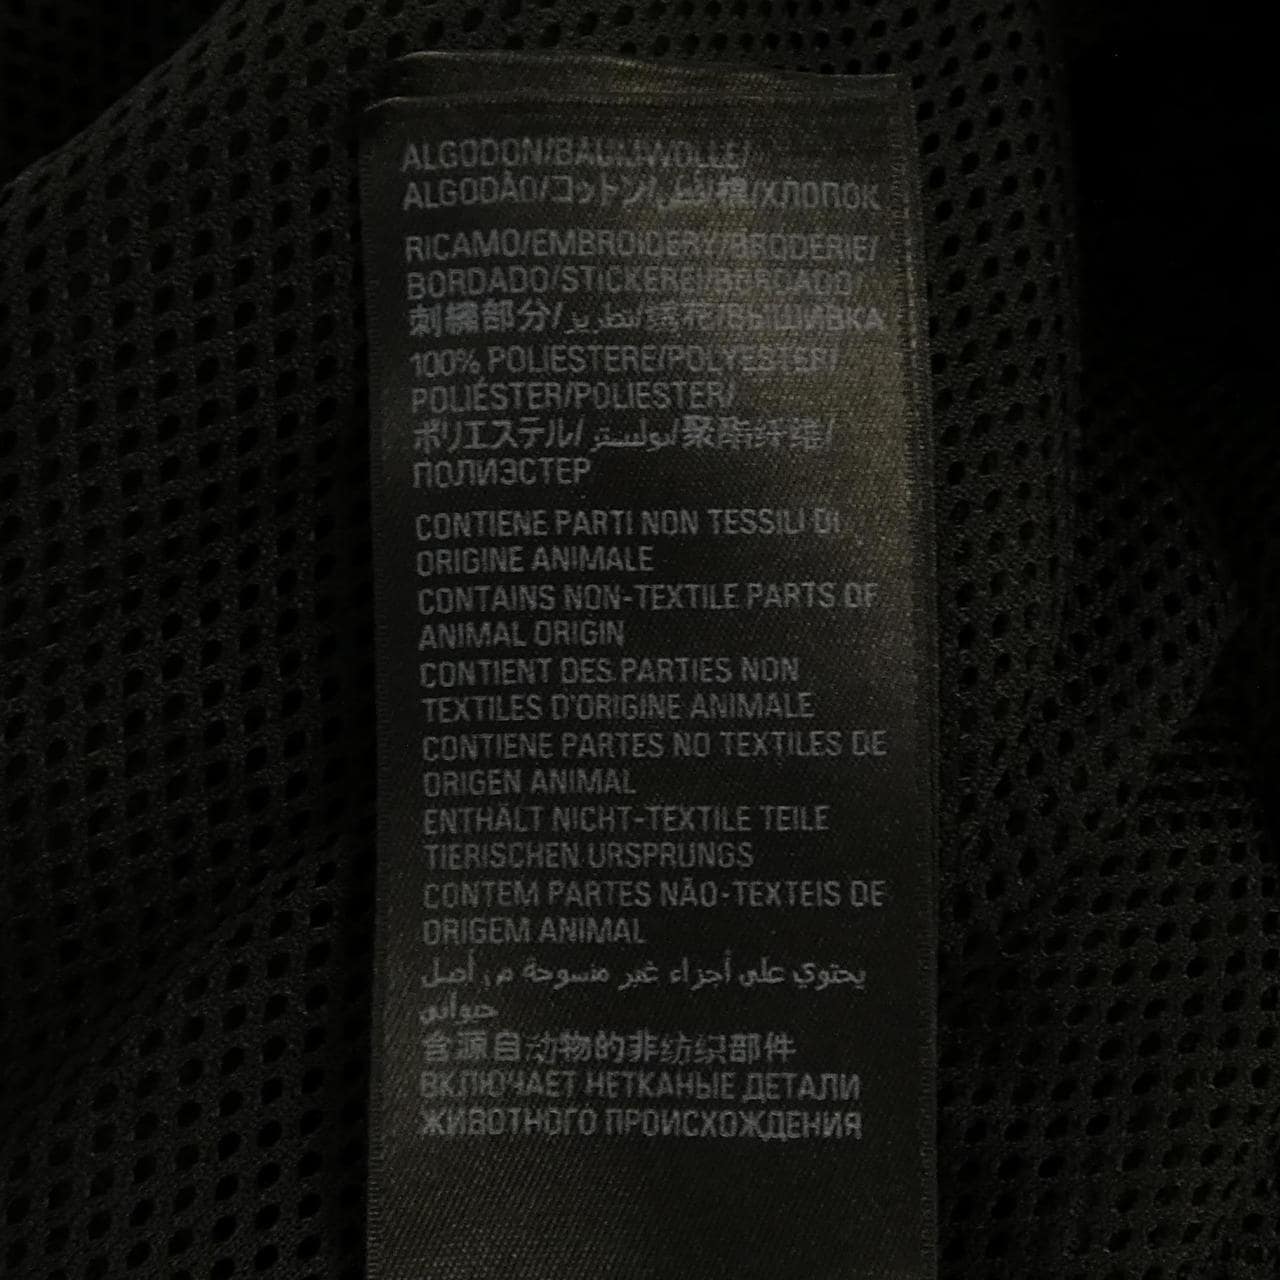 ALGODON/BAUMWOLLE/
ALGODÃO/コットン/قطن/棉/ХЛОПОК
RICAMO/EMBROIDERY/BRODERIE/
BORDADO/STICKEREI/BORDADO/
刺繍部分/تطريز/绣花/ВЫШИВКА
100% POLIESTERE/POLYESTER/
POLIÉSTER/POLIESTER/
ポリエステル/بولستر/聚酯纤维/
ПОЛИЭСТЕР
CONTIENE PARTI NON TESSILI DI
ORIGINE ANIMALE
CONTAINS NON-TEXTILE PARTS OF
ANIMAL ORIGIN
CONTIENT DES PARTIES NON
TEXTILES D'ORIGINE ANIMALE
CONTIENE PARTES NO TEXTILES DE
ORIGEN ANIMAL
ENTHÄLT NICHT-TEXTILE TEILE
TIERISCHEN URSPRUNGS
CONTEM PARTES NÃO-TEXTEIS DE
ORIGEM ANIMAL
يحتوي على أجزاء غير منسوجة من أصل
حيواني
含源自动物的非纺织部件
ВКЛЮЧАЕТ НЕТКАНЫЕ ДЕТАЛИ
ЖИВОТНОГО ПРОИСХОЖДЕНИЯ